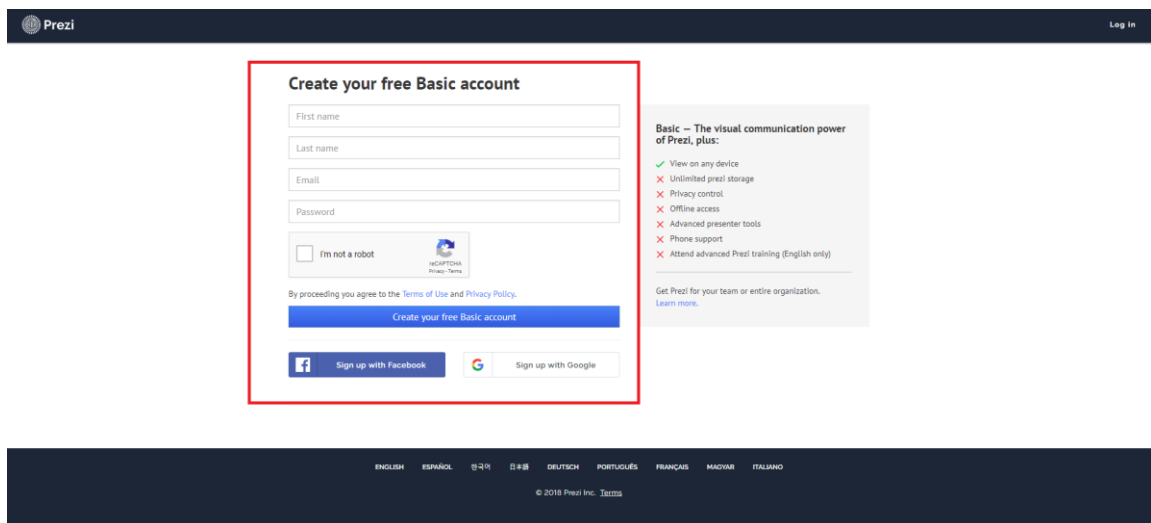 Prezi
Log in
Create your free Basic account
First name
Last name
Email
Password
I'm not a robot
reCAPTCHA
Privacy - Terms
By proceeding you agree to the Terms of Use and Privacy Policy.
Create your free Basic account
Sign up with Facebook
Sign up with Google
Basic — The visual communication power
of Prezi, plus:
View on any device
Unlimited prezi storage
Privacy control
Offline access
Advanced presenter tools
Phone support
Attend advanced Prezi training (English only)
Get Prezi for your team or entire organization.
Learn more.
ENGLISH ESPAÑOL 한국어 日本語 DEUTSCH PORTUGUÊS FRANÇAIS MAGYAR ITALIANO
© 2018 Prezi Inc. Terms